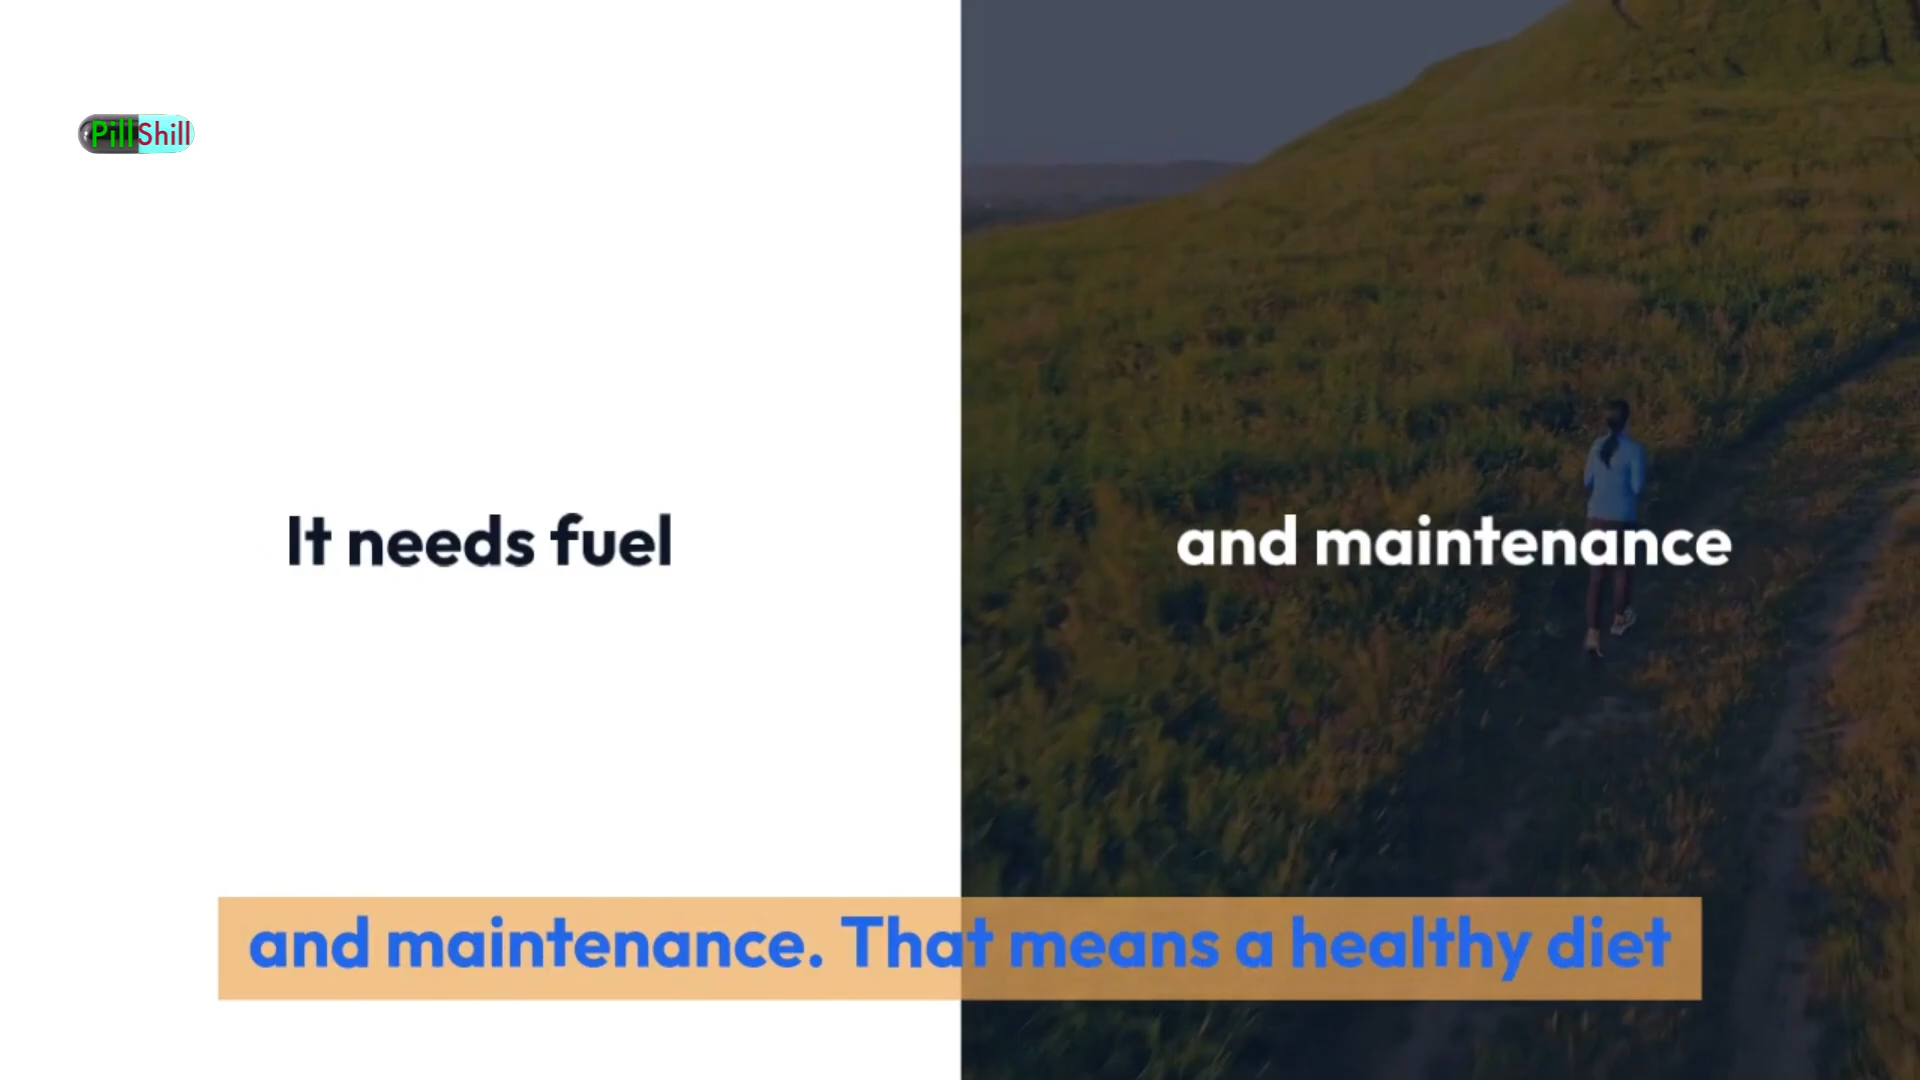 PillShill
It needs fuel
and maintenance
and maintenance. That means a healthy diet